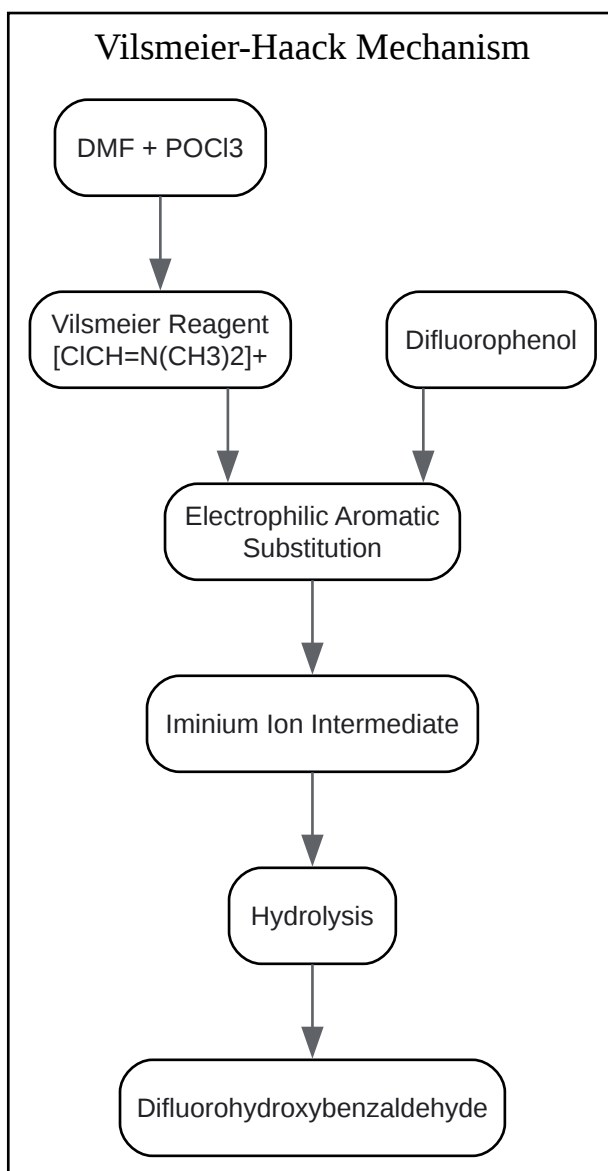 Vilsmeier-Haack Mechanism
DMF + POCl3
Vilsmeier Reagent
[ClCH=N(CH3)2]+
Difluorophenol
Electrophilic Aromatic
Substitution
Iminium Ion Intermediate
Hydrolysis
Difluorohydroxybenzaldehyde